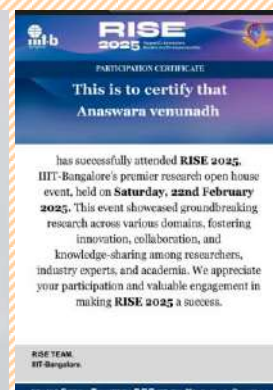 iiit-b
RISE
2025
PARTICIPATION CERTIFICATE
This is to certify that
Anaswara venunadh
has successfully attended RISE 2025,
IIIT-Bangalore's premier research open house
event, held on Saturday, 22nd February
2025. This event showcased groundbreaking
research across various domains, fostering
innovation, collaboration, and
knowledge-sharing among researchers,
industry experts, and academia. We appreciate
your participation and valuable engagement in
making RISE 2025 a success.
RISE TEAM,
IIIT-Bangalore.